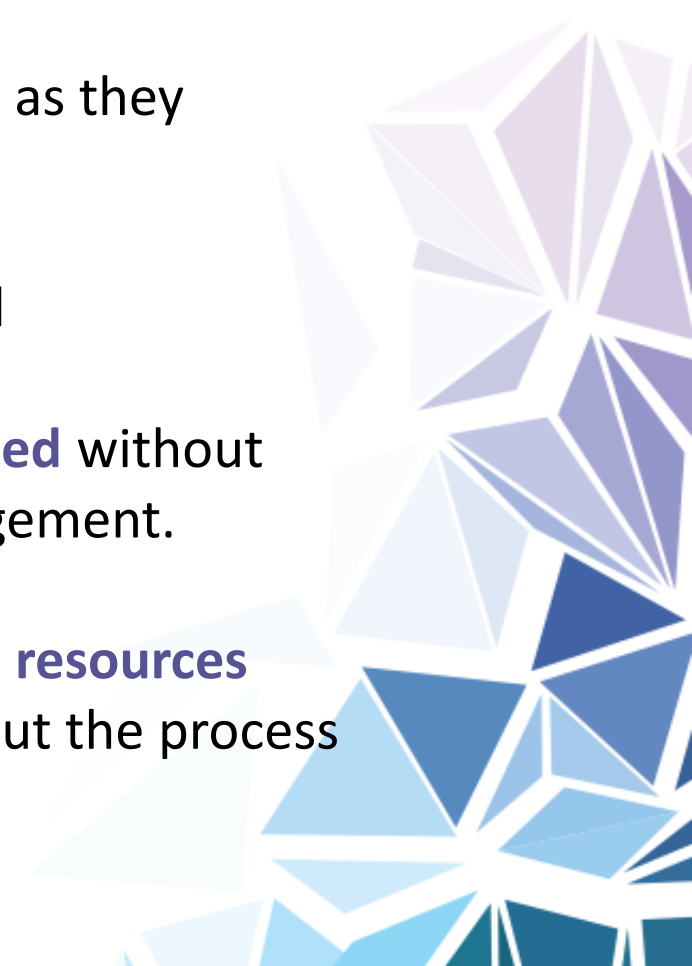 as they
ed without
gement.
resources
ut the process